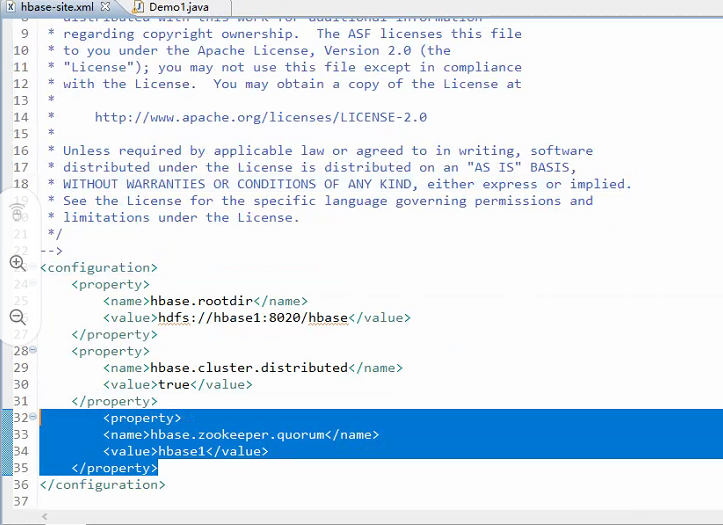 hbase-site.xml Demo1.java
distributed with this work for additional information
9 * regarding copyright ownership.  The ASF licenses this file
10 * to you under the Apache License, Version 2.0 (the
11 * "License"); you may not use this file except in compliance
12 * with the License.  You may obtain a copy of the License at
13 *
14 *     http://www.apache.org/licenses/LICENSE-2.0
15 *
16 * Unless required by applicable law or agreed to in writing, software
17 * distributed under the License is distributed on an "AS IS" BASIS,
18 * WITHOUT WARRANTIES OR CONDITIONS OF ANY KIND, either express or implied.
19 * See the License for the specific language governing permissions and
20 * limitations under the License.
21 */
22 -->
23 <configuration>
24     <property>
25         <name>hbase.rootdir</name>
26         <value>hdfs://hbase1:8020/hbase</value>
27     </property>
28     <property>
29         <name>hbase.cluster.distributed</name>
30         <value>true</value>
31     </property>
32         <property>
33         <name>hbase.zookeeper.quorum</name>
34         <value>hbase1</value>
35     </property>
36 </configuration>
37